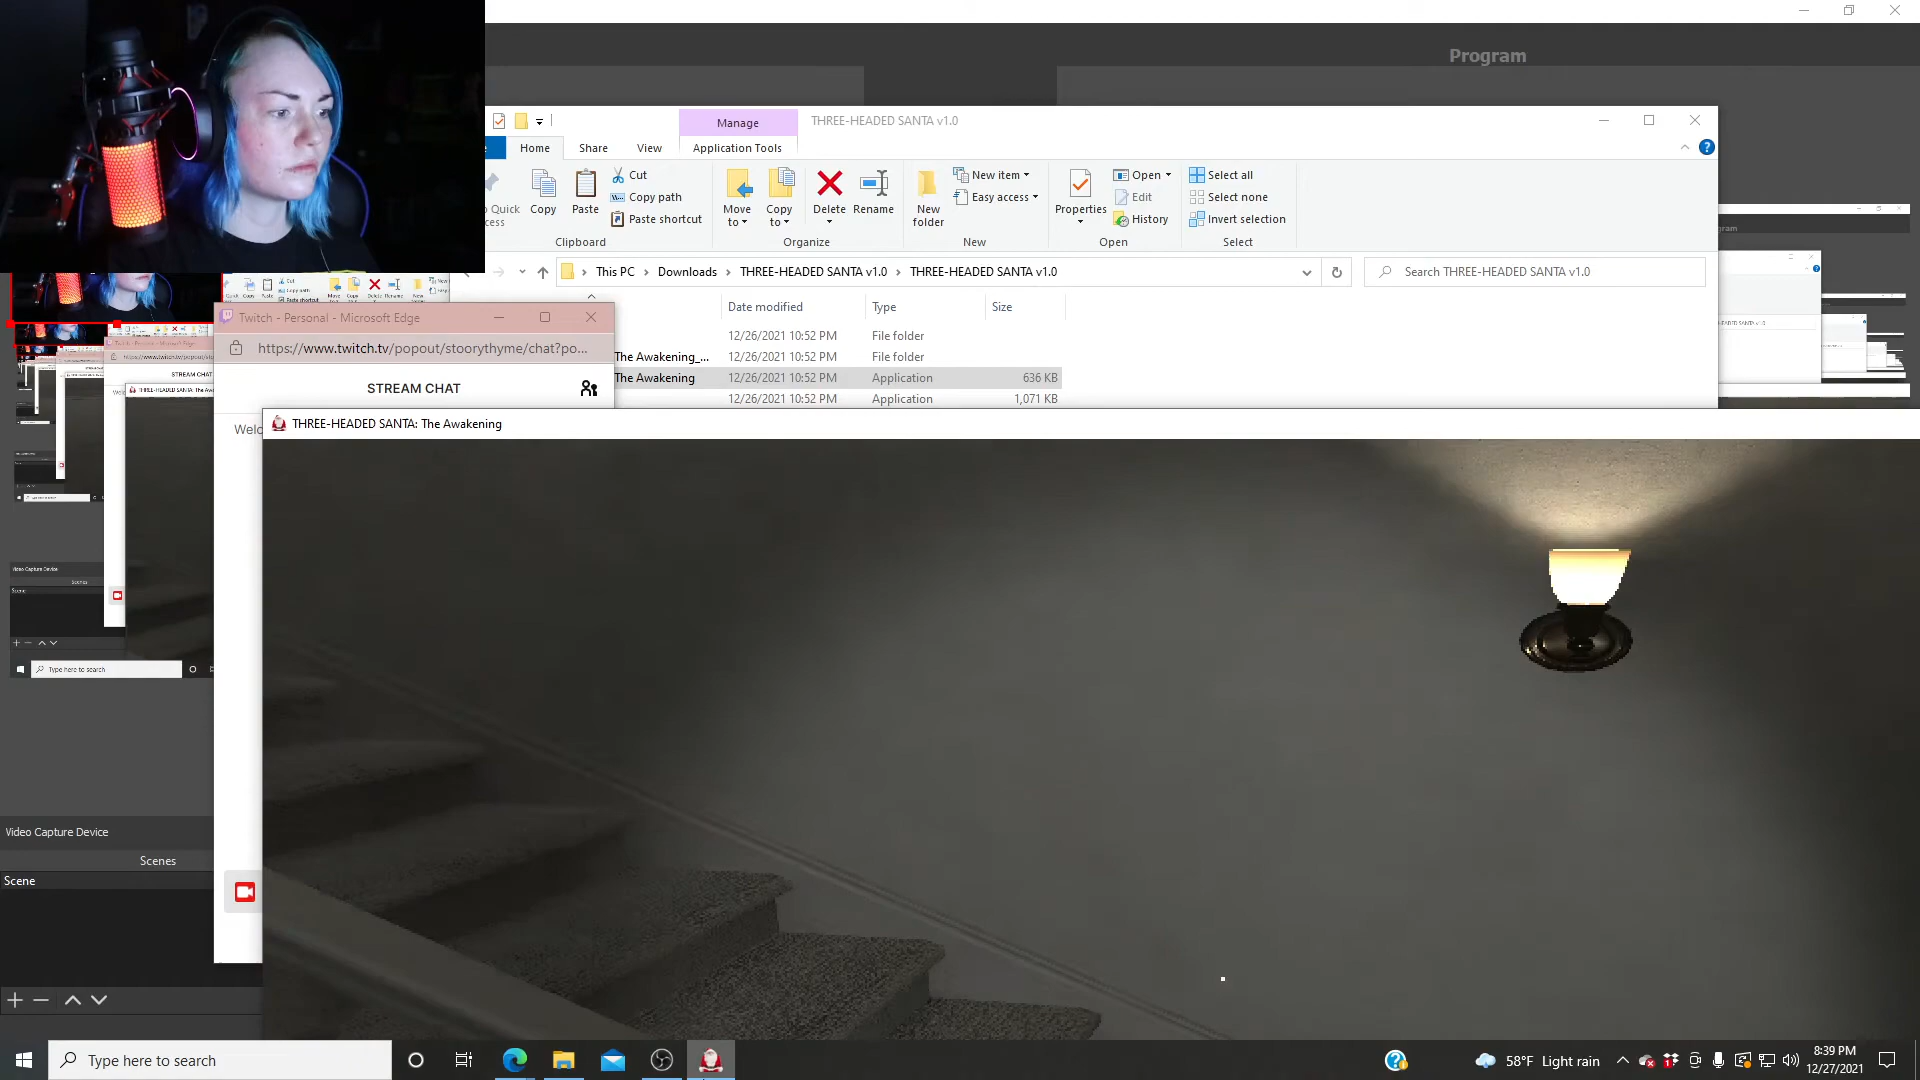 Program
Manage
THREE-HEADED SANTA v1.0
Home
Share
View
Application Tools
Cut
Copy path
Paste shortcut
Copy
Paste
Move to
Copy to
Delete
Rename
New folder
New item
Easy access
Properties
Open
Edit
History
Select all
Select none
Invert selection
Clipboard
Organize
New
Open
Select
This PC
Downloads
THREE-HEADED SANTA v1.0
THREE-HEADED SANTA v1.0
Search THREE-HEADED SANTA v1.0
Date modified
Type
Size
12/26/2021 10:52 PM
File folder
The Awakening_...
12/26/2021 10:52 PM
File folder
The Awakening
12/26/2021 10:52 PM
Application
636 KB
12/26/2021 10:52 PM
Application
1,071 KB
Twitch - Personal - Microsoft Edge
https://www.twitch.tv/popout/stoorythyme/chat?po...
STREAM CHAT
Welc
THREE-HEADED SANTA: The Awakening
Video Capture Device
Scenes
Scene
Type here to search
Type here to search
58°F Light rain
8:39 PM
12/27/2021